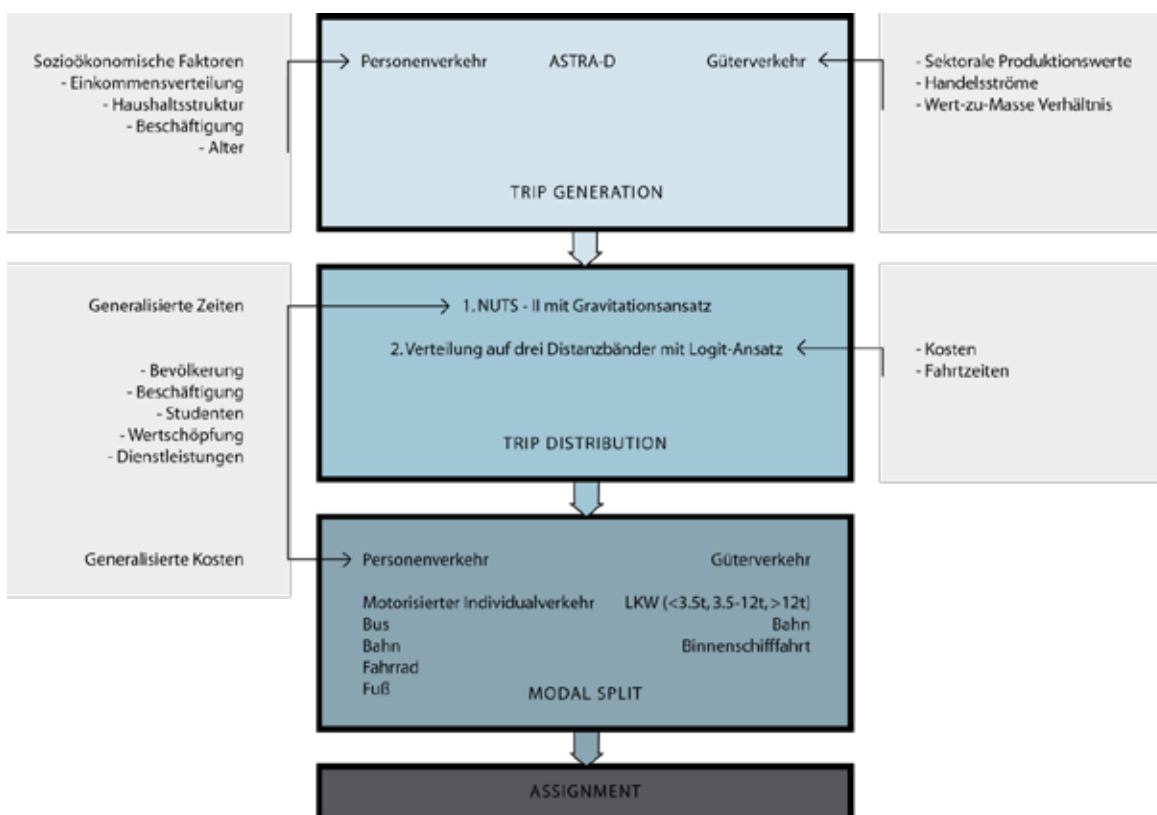 Sozioökonomische Faktoren
- Einkommensverteilung
- Haushaltsstruktur
- Beschäftigung
- Alter
Personenverkehr ASTRA-D Güterverkehr
- Sektorale Produktionswerte
- Handelsströme
- Wert-zu-Masse Verhältnis
TRIP GENERATION
Generalisierte Zeiten
- Bevölkerung
- Beschäftigung
- Studenten
- Wertschöpfung
- Dienstleistungen
1. NUTS - II mit Gravitationsansatz
2. Verteilung auf drei Distanzbänder mit Logit-Ansatz
- Kosten
- Fahrtzeiten
TRIP DISTRIBUTION
Generalisierte Kosten
Personenverkehr Güterverkehr
Motorisierter Individualverkehr LKW (<3.5t, 3.5-12t, >12t)
Bus Bahn
Bahn Binnenschifffahrt
Fahrrad
Fuß
MODAL SPLIT
ASSIGNMENT